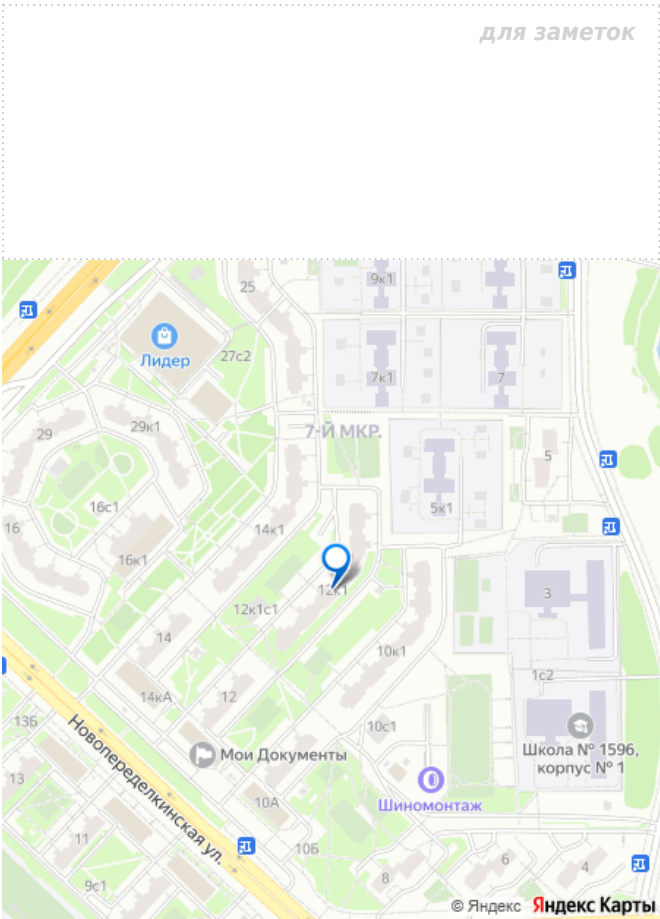 для заметок
9к1
25
Лидер
27с2
7к1
7
29к1
29
7-Й МКР.
5
16с1
5к1
16
14к1
16к1
12к1
3
12к1с1
14
10к1
1с2
14кА
12
13Б
10с1
Мои Документы
Школа № 1596,
корпус № 1
Новопеределкинская ул.
13
10А
Шиномонтаж
11
10Б
6
4
8
9с1
© Яндекс Яндекс Карты